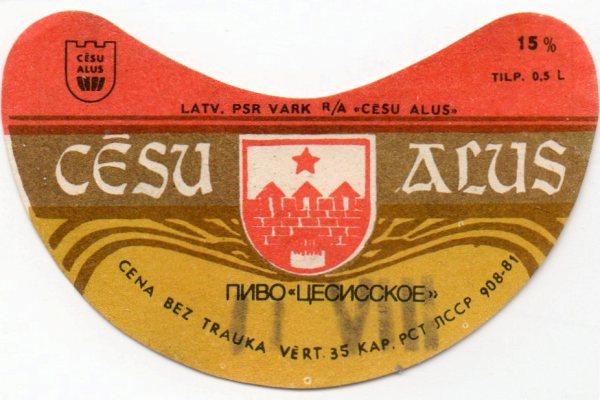 CĒSU
ALUS
15 %
TILP. 0,5 L
LATV. PSR VARK R/A «CĒSU ALUS»
CĒSU ALUS
ПИВО «ЦЕСИССКОЕ»
CENA BEZ TRAUKA VĒRT. 35 KAP. РСТ ЛССР 908-81